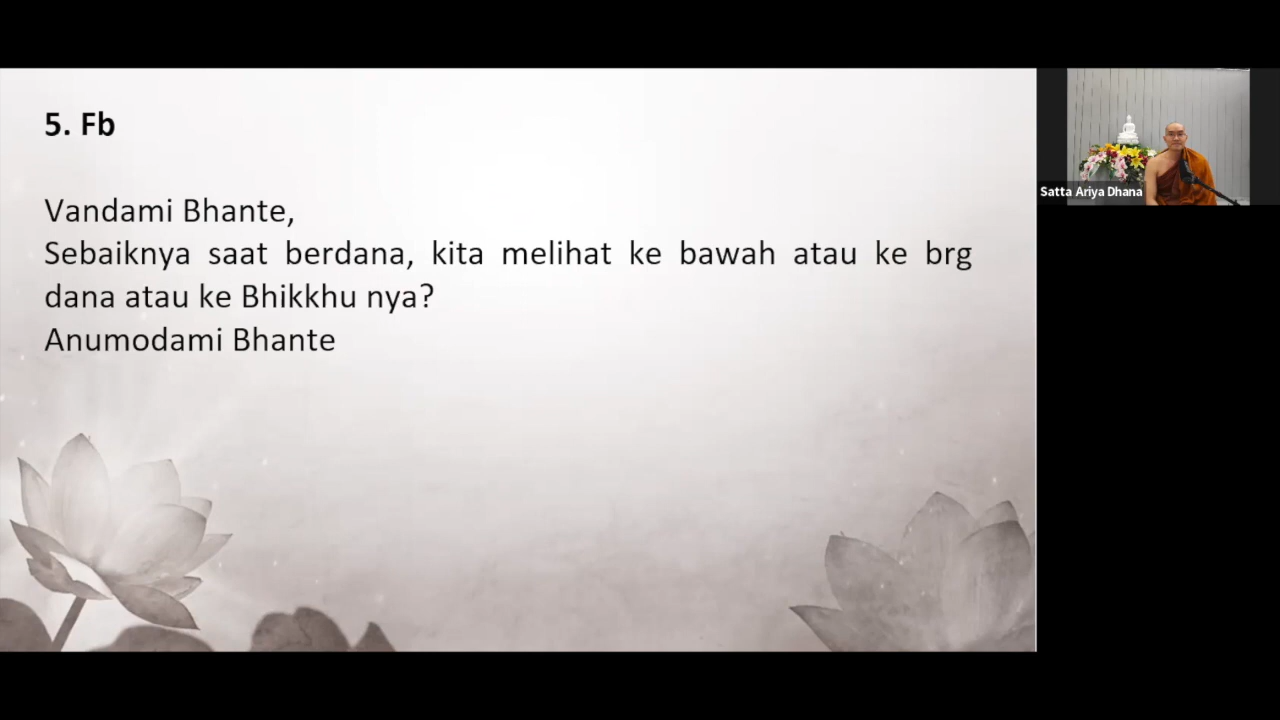 5. Fb
Vandami Bhante,
Sebaiknya saat berdana, kita melihat ke bawah atau ke brg
dana atau ke Bhikkhu nya?
Anumodami Bhante
Satta Ariya Dhana